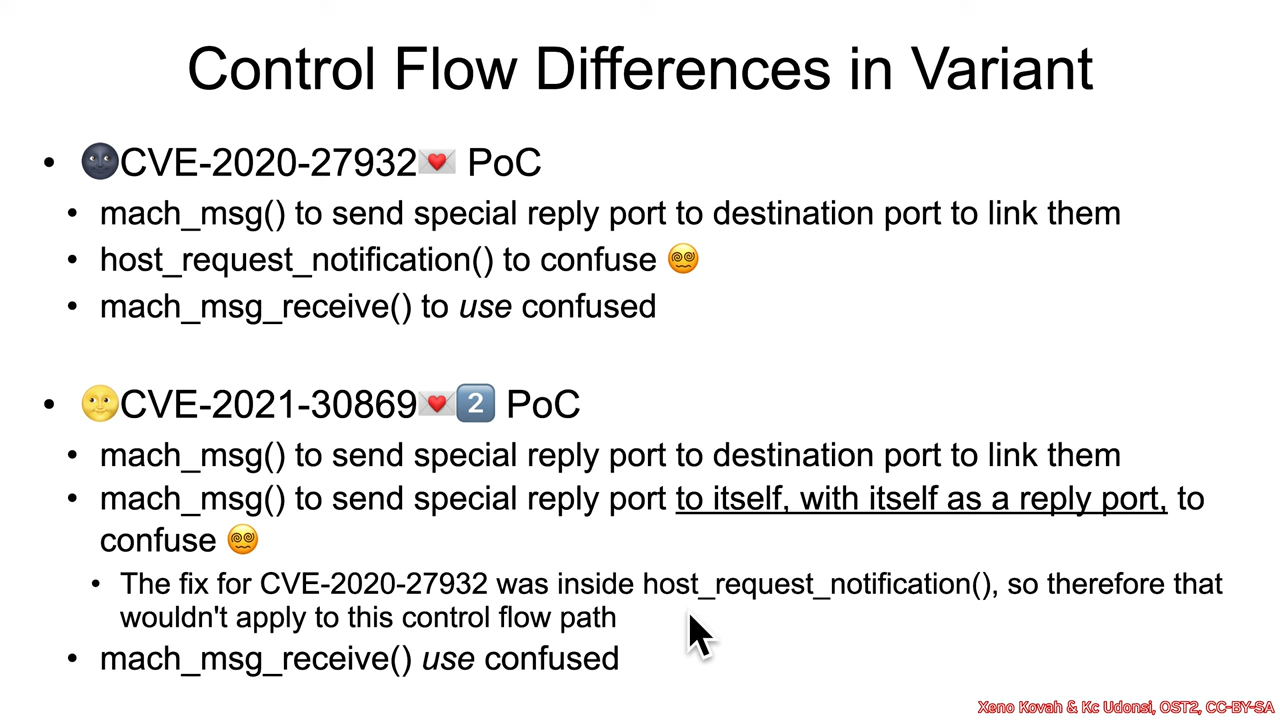 Control Flow Differences in Variant
• 🌚CVE-2020-27932💌 PoC
• mach_msg() to send special reply port to destination port to link them
• host_request_notification() to confuse 😵‍💫
• mach_msg_receive() to use confused
• 🌝CVE-2021-30869💌2️⃣ PoC
• mach_msg() to send special reply port to destination port to link them
• mach_msg() to send special reply port to itself, with itself as a reply port, to
confuse 😵‍💫
• The fix for CVE-2020-27932 was inside host_request_notification(), so therefore that
wouldn't apply to this control flow path
• mach_msg_receive() use confused
Xeno Kovah & Kc Udonsi, OST2, CC-BY-SA